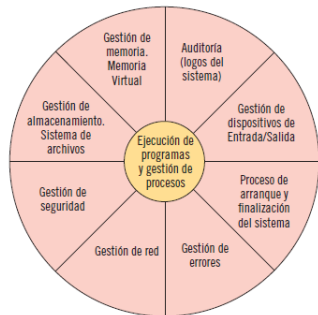 Gestión de
memoria.
Memoria
Virtual
Auditoría
(logos del
sistema)
Gestión de
dispositivos de
Entrada/Salida
Proceso de
arranque y
finalización
del sistema
Gestión de
errores
Gestión de red
Gestión de
seguridad
Gestión de
almacenamiento.
Sistema de
archivos
Ejecución de
programas
y gestión de
procesos